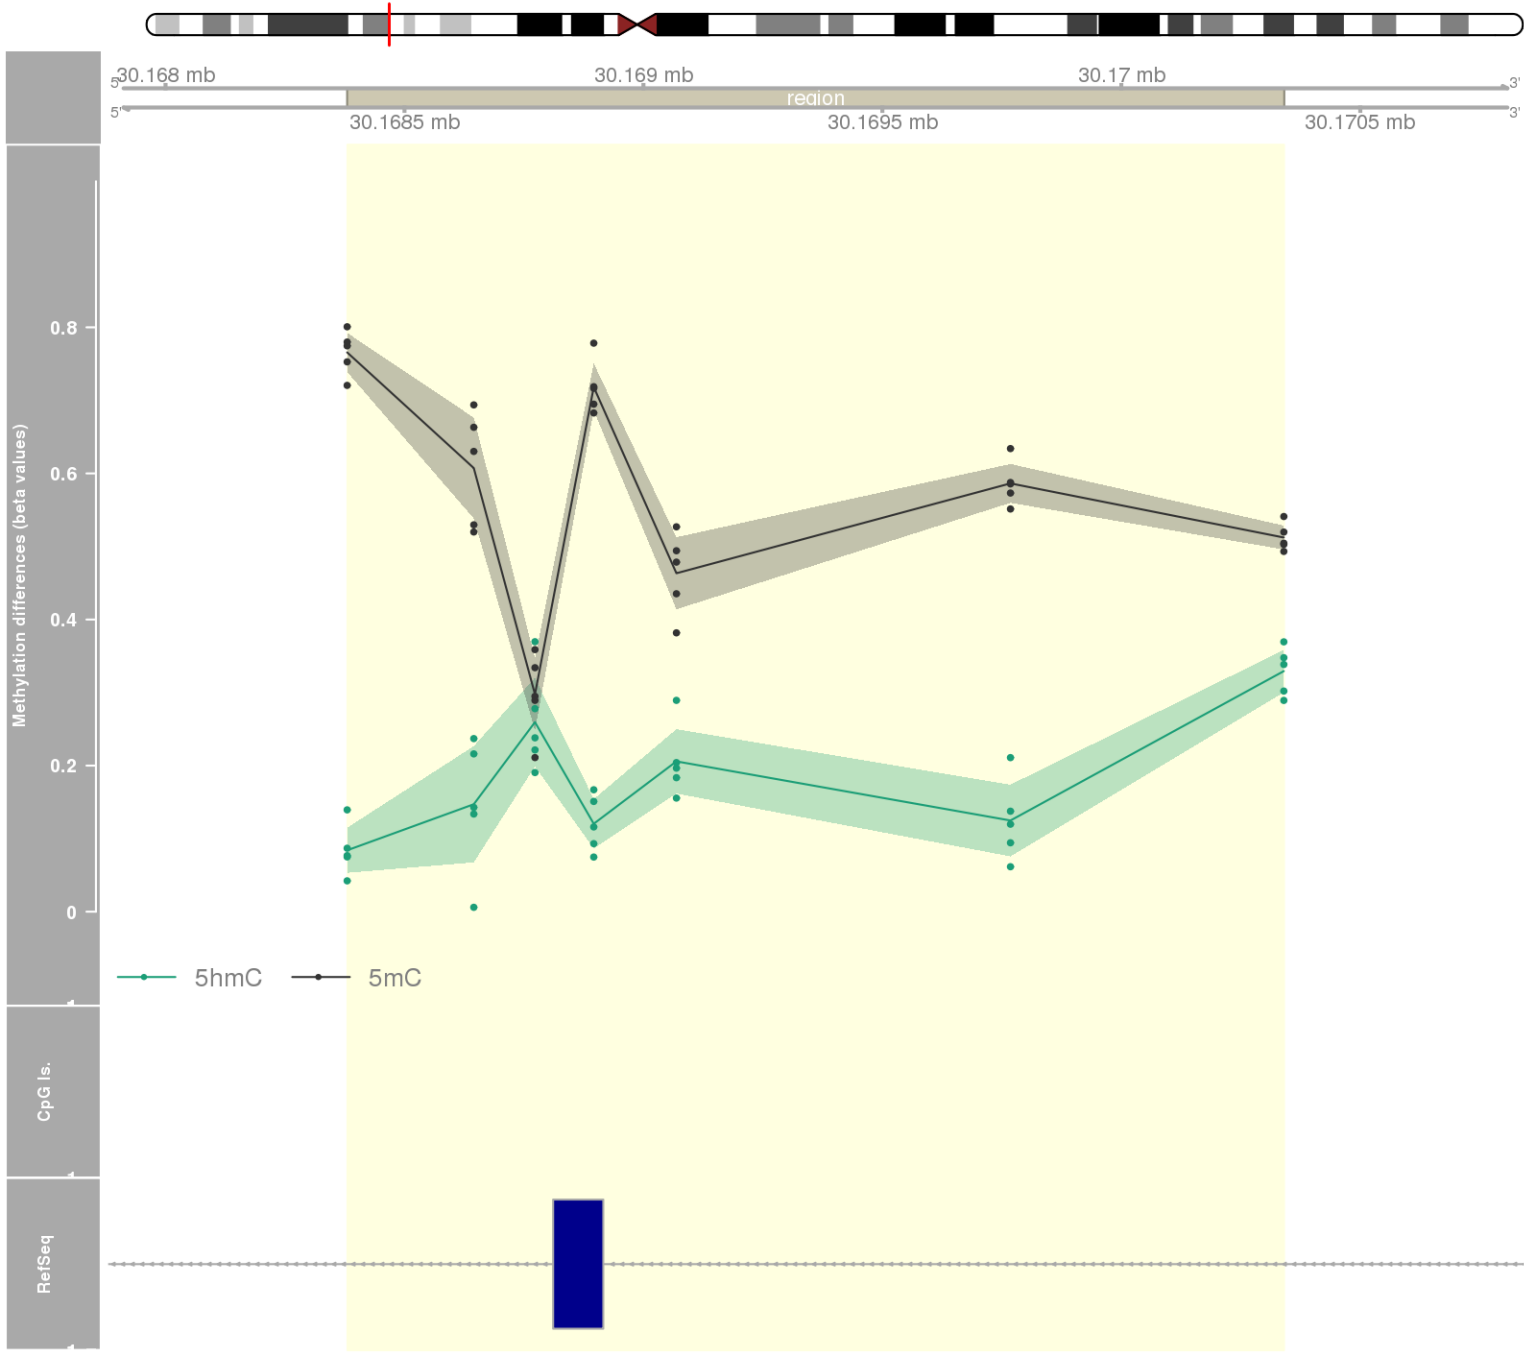 30.168 mb 30.169 mb 30.17 mb
5' 3'
region
5' 3'
30.1685 mb 30.1695 mb 30.1705 mb
Methylation differences (beta values)
0.8
0.6
0.4
0.2
0
5hmC 5mC
CpG Is.
RefSeq